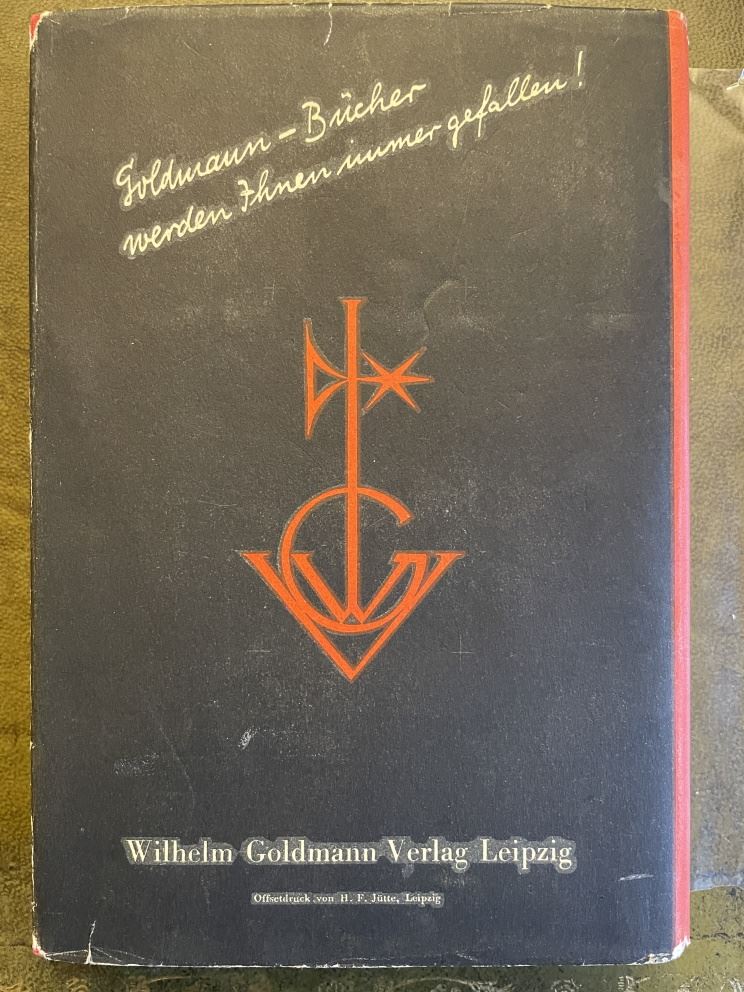 Goldmann – Bücher
werden Ihnen immer gefallen!
Wilhelm Goldmann Verlag Leipzig
Offsetdruck von H. F. Jütte, Leipzig